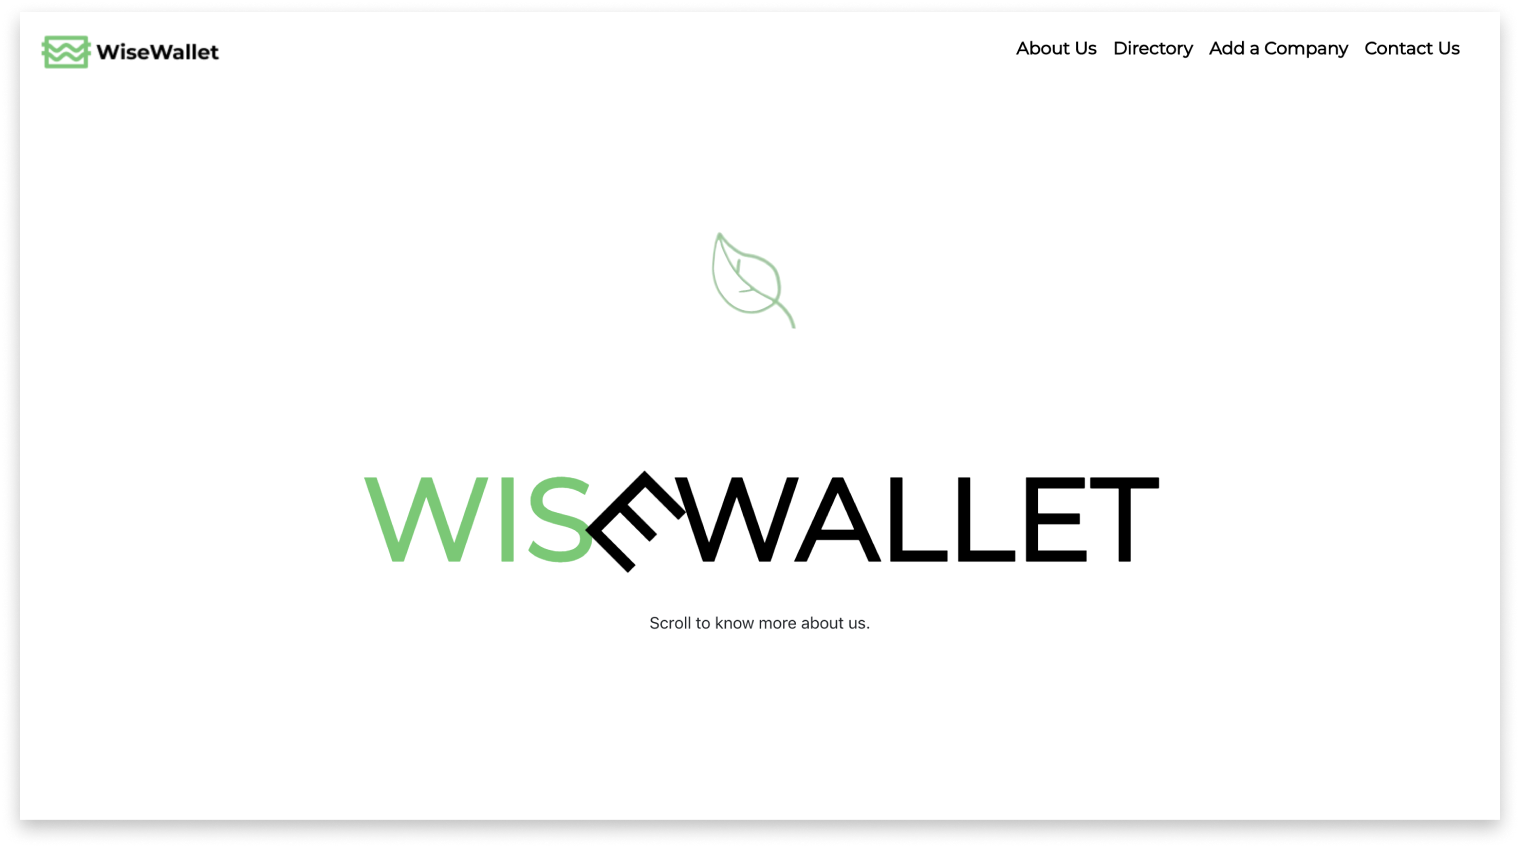 WiseWallet
About Us Directory Add a Company Contact Us
WISEWALLET
Scroll to know more about us.